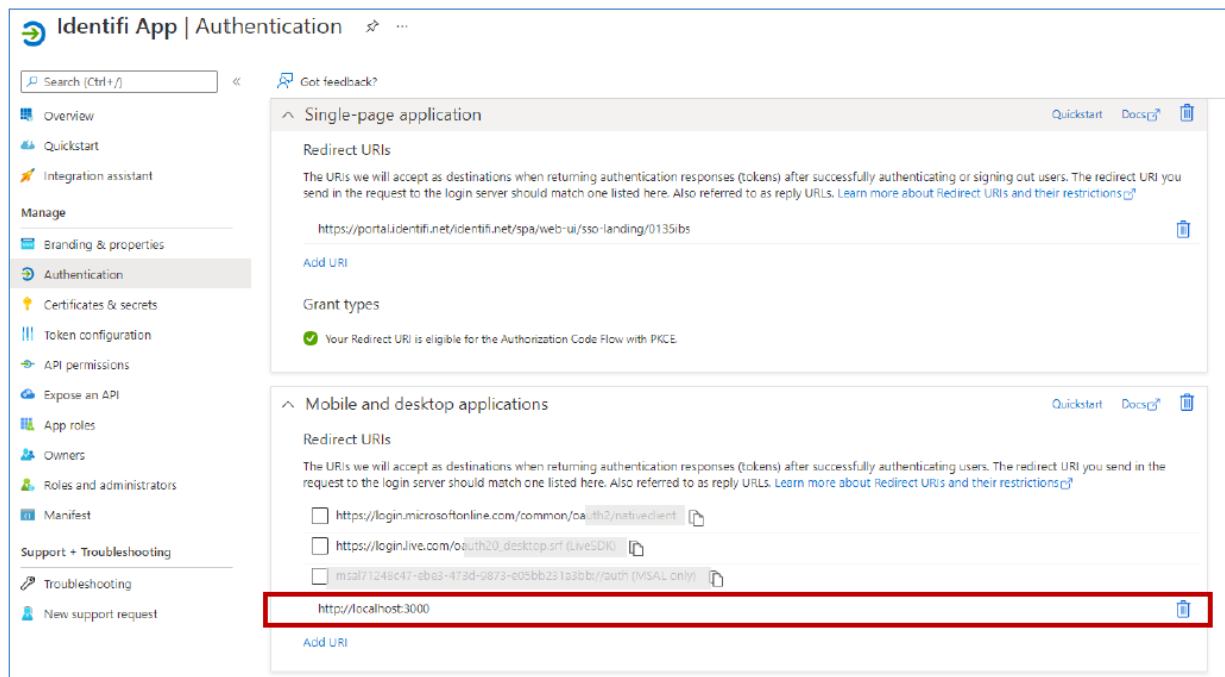 Identifi App | Authentication ...
Search (Ctrl+/)
«
Got feedback?
Overview
Quickstart
Integration assistant
Manage
Branding & properties
Authentication
Certificates & secrets
Token configuration
API permissions
Expose an API
App roles
Owners
Roles and administrators
Manifest
Support + Troubleshooting
Troubleshooting
New support request
Single-page application
Quickstart Docs
Redirect URIs
The URIs we will accept as destinations when returning authentication responses (tokens) after successfully authenticating or signing out users. The redirect URI you
send in the request to the login server should match one listed here. Also referred to as reply URLs. Learn more about Redirect URIs and their restrictions
https://portal.identifi.net/identifi.net/spa/web-ui/sso-landing/0135ibs
Add URI
Grant types
Your Redirect URI is eligible for the Authorization Code Flow with PKCE.
Mobile and desktop applications
Quickstart Docs
Redirect URIs
The URIs we will accept as destinations when returning authentication responses (tokens) after successfully authenticating users. The redirect URI you send in the
request to the login server should match one listed here. Also referred to as reply URLs. Learn more about Redirect URIs and their restrictions
https://login.microsoftonline.com/common/oauth2/nativeclient
https://login.live.com/oauth20_desktop.srf (LiveSDK)
msal71248c47-ebe3-473d-9873-e05bb231a3bb://auth (MSAL only)
http://localhost:3000
Add URI